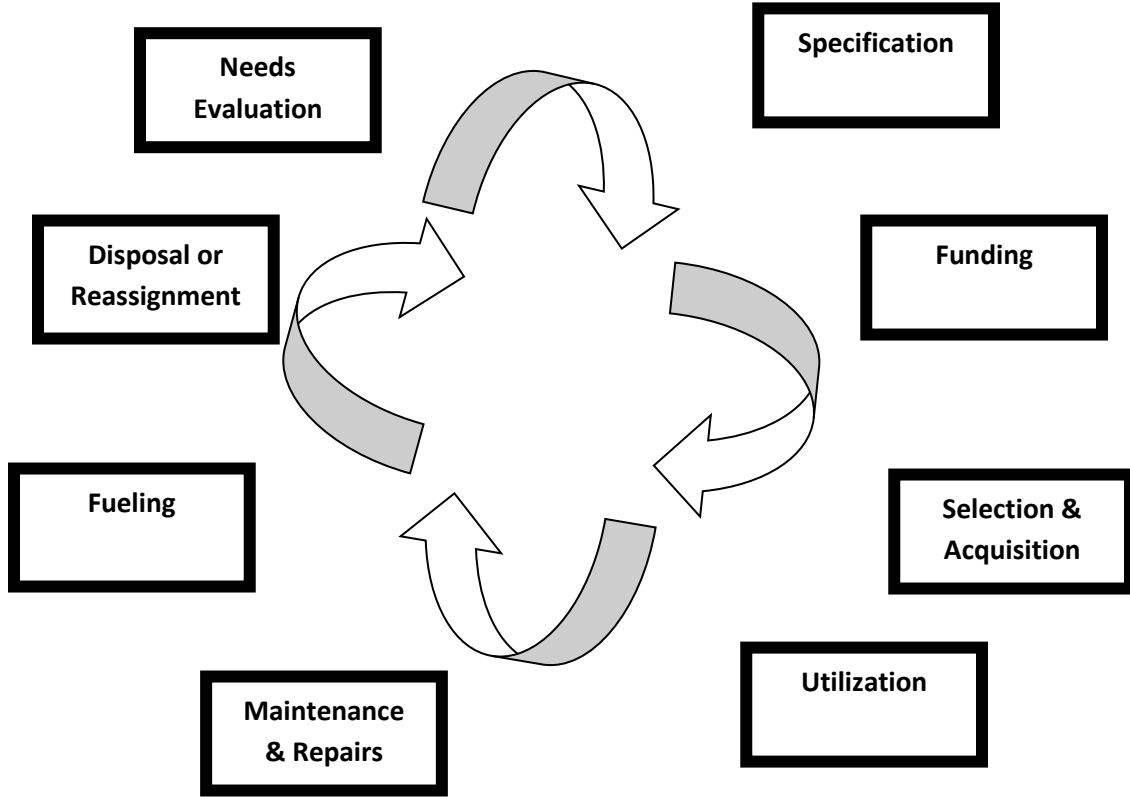 Needs
Evaluation
Specification
Funding
Selection &
Acquisition
Utilization
Maintenance
& Repairs
Fueling
Disposal or
Reassignment